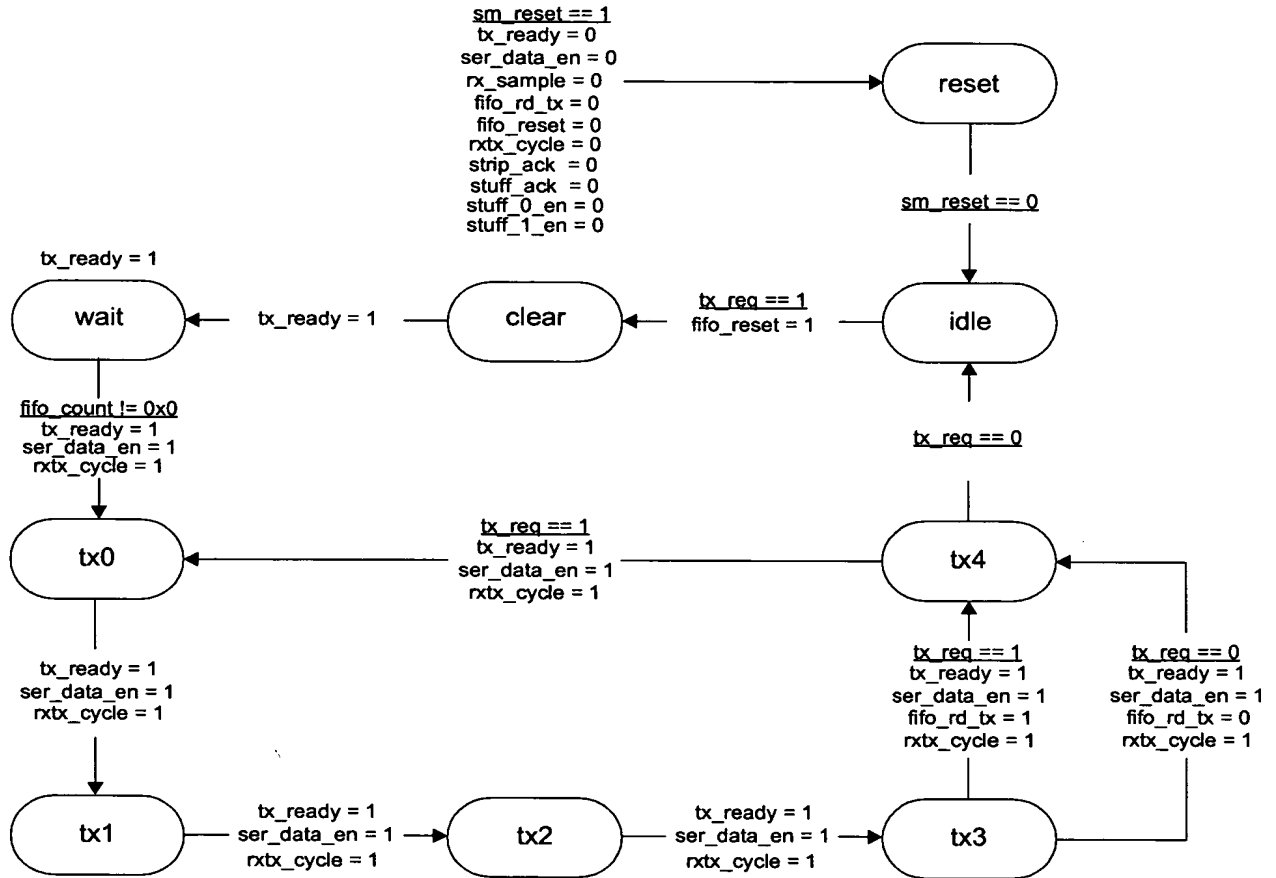 sm_reset == 1
tx_ready = 0
ser_data_en = 0
rx_sample = 0
fifo_rd_tx = 0
fifo_reset = 0
rxtx_cycle = 0
strip_ack = 0
stuff_ack = 0
stuff_0_en = 0
stuff_1_en = 0
reset
sm_reset == 0
tx_ready = 1
wait
tx_ready = 1
clear
tx_req == 1
fifo_reset = 1
idle
fifo_count != 0x0
tx_ready = 1
ser_data_en = 1
rxtx_cycle = 1
tx_req == 0
tx0
tx_req == 1
tx_ready = 1
ser_data_en = 1
rxtx_cycle = 1
tx4
tx_ready = 1
ser_data_en = 1
rxtx_cycle = 1
tx_req == 1
tx_ready = 1
ser_data_en = 1
fifo_rd_tx = 1
rxtx_cycle = 1
tx_req == 0
tx_ready = 1
ser_data_en = 1
fifo_rd_tx = 0
rxtx_cycle = 1
tx1
tx_ready = 1
ser_data_en = 1
rxtx_cycle = 1
tx2
tx_ready = 1
ser_data_en = 1
rxtx_cycle = 1
tx3